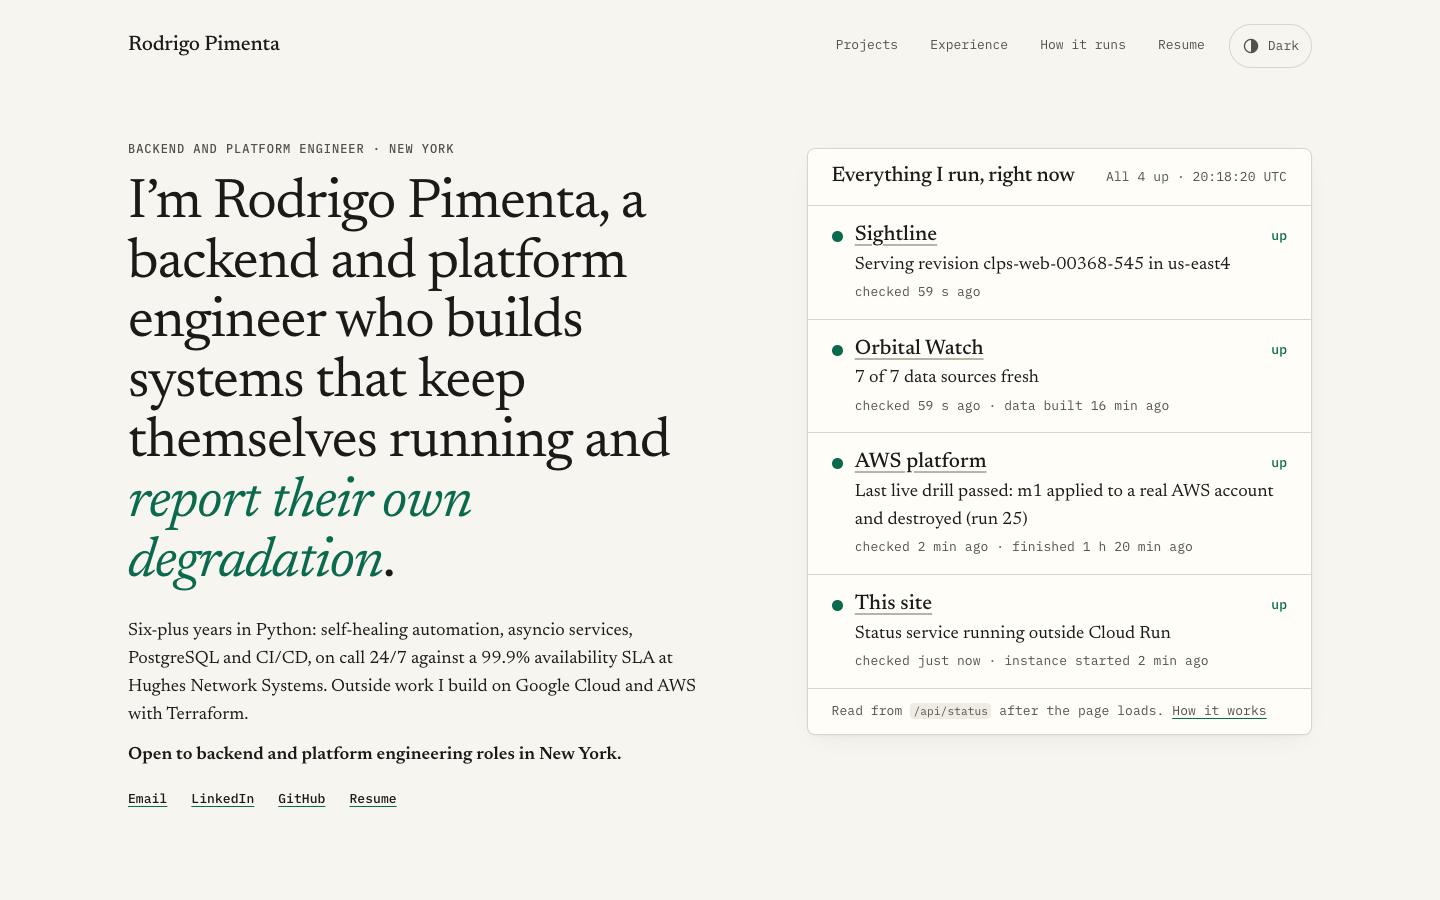 Rodrigo Pimenta
Projects
Experience
How it runs
Resume
Dark
BACKEND AND PLATFORM ENGINEER · NEW YORK
I’m Rodrigo Pimenta, a
backend and platform
engineer who builds
systems that keep
themselves running and
report their own
degradation.
Six-plus years in Python: self-healing automation, asyncio services,
PostgreSQL and CI/CD, on call 24/7 against a 99.9% availability SLA at
Hughes Network Systems. Outside work I build on Google Cloud and AWS
with Terraform.
Open to backend and platform engineering roles in New York.
Email
LinkedIn
GitHub
Resume
Everything I run, right now
All 4 up · 20:18:20 UTC
Sightline
up
Serving revision clps-web-00368-545 in us-east4
checked 59 s ago
Orbital Watch
up
7 of 7 data sources fresh
checked 59 s ago · data built 16 min ago
AWS platform
up
Last live drill passed: m1 applied to a real AWS account
and destroyed (run 25)
checked 2 min ago · finished 1 h 20 min ago
This site
up
Status service running outside Cloud Run
checked just now · instance started 2 min ago
Read from /api/status after the page loads. How it works